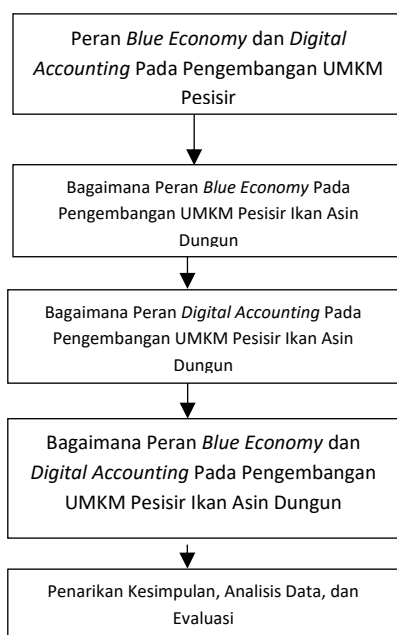 Peran Blue Economy dan Digital
Accounting Pada Pengembangan UMKM
Pesisir
Bagaimana Peran Blue Economy Pada
Pengembangan UMKM Pesisir Ikan Asin
Dungun
Bagaimana Peran Digital Accounting Pada
Pengembangan UMKM Pesisir Ikan Asin
Dungun
Bagaimana Peran Blue Economy dan
Digital Accounting Pada Pengembangan
UMKM Pesisir Ikan Asin Dungun
Penarikan Kesimpulan, Analisis Data, dan
Evaluasi